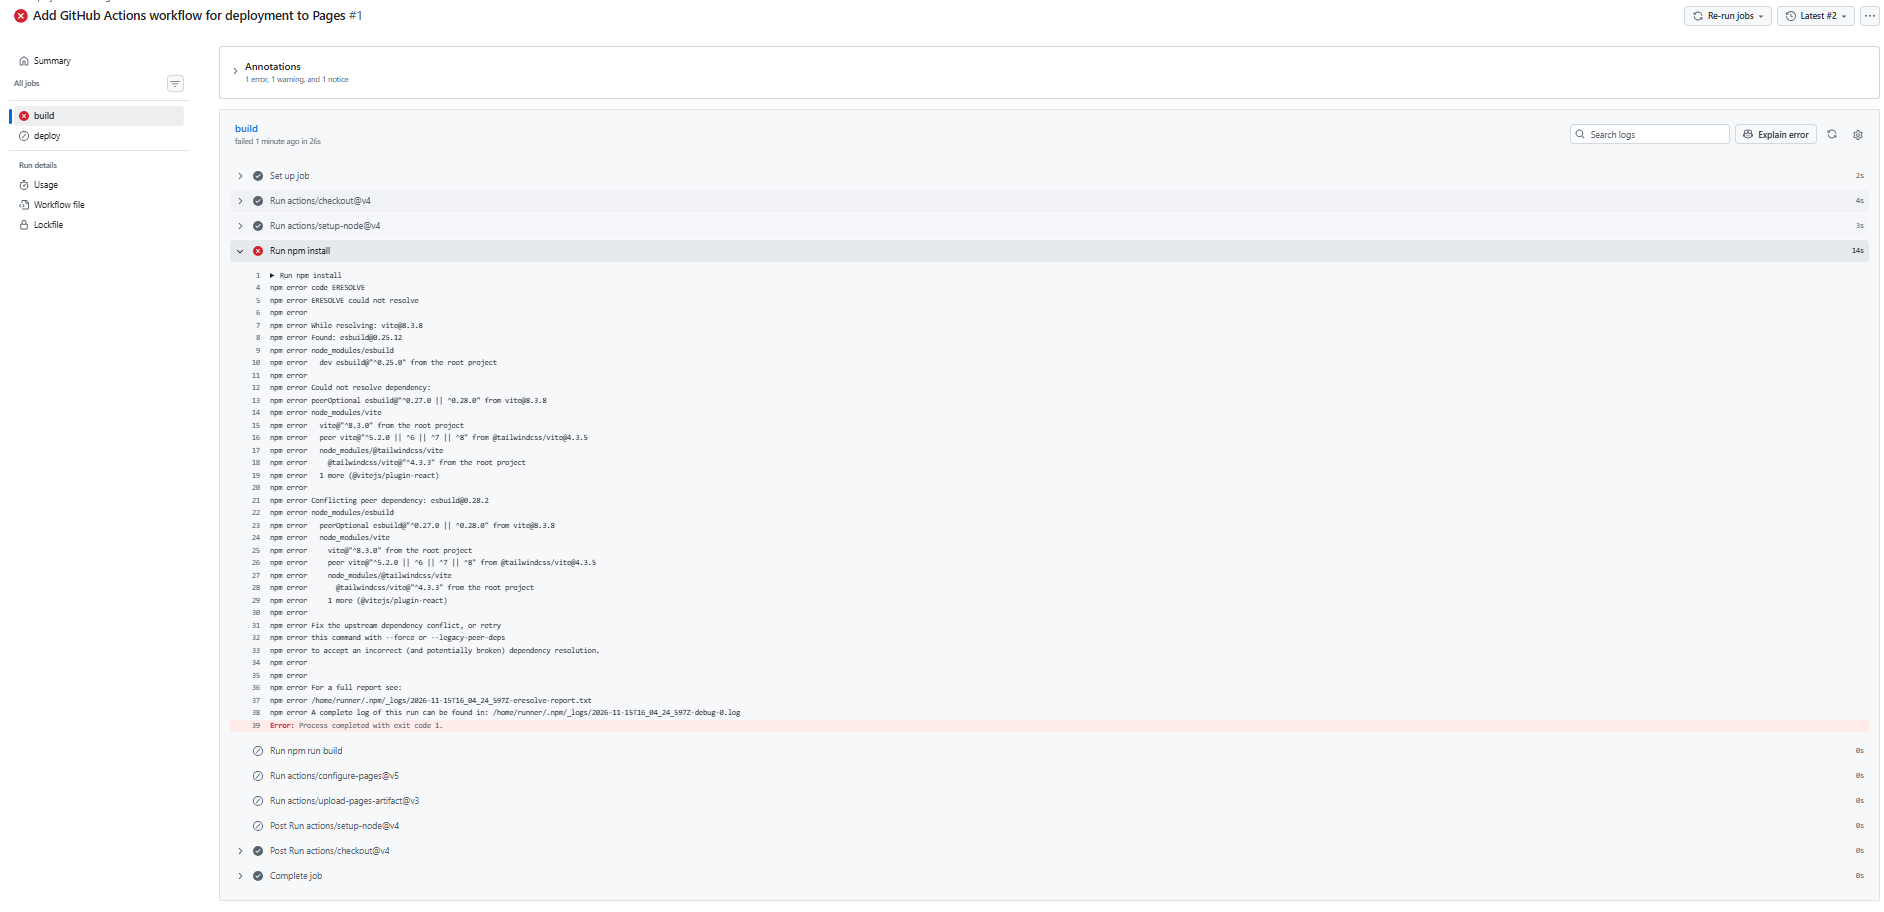 Add GitHub Actions workflow for deployment to Pages #1
Re-run jobs
Latest #2
Summary
All jobs
build
deploy
Run details
Usage
Workflow file
Lockfile
Annotations
1 error, 1 warning, and 1 notice
build
failed 1 minute ago in 26s
Search logs
Explain error
Set up job 2s
Run actions/checkout@v4 4s
Run actions/setup-node@v4 3s
Run npm install 14s
1 ▶ Run npm install
4 npm error code ERESOLVE
5 npm error ERESOLVE could not resolve
6 npm error
7 npm error While resolving: vite@8.3.8
8 npm error Found: esbuild@0.25.12
9 npm error node_modules/esbuild
10 npm error   dev esbuild@"^0.25.0" from the root project
11 npm error
12 npm error Could not resolve dependency:
13 npm error peerOptional esbuild@"^0.27.0 || ^0.28.0" from vite@8.3.8
14 npm error node_modules/vite
15 npm error   vite@"^8.3.0" from the root project
16 npm error   peer vite@"^5.2.0 || ^6 || ^7 || ^8" from @tailwindcss/vite@4.3.5
17 npm error   node_modules/@tailwindcss/vite
18 npm error     @tailwindcss/vite@"^4.3.3" from the root project
19 npm error   1 more (@vitejs/plugin-react)
20 npm error
21 npm error Conflicting peer dependency: esbuild@0.28.2
22 npm error node_modules/esbuild
23 npm error   peerOptional esbuild@"^0.27.0 || ^0.28.0" from vite@8.3.8
24 npm error   node_modules/vite
25 npm error     vite@"^8.3.0" from the root project
26 npm error     peer vite@"^5.2.0 || ^6 || ^7 || ^8" from @tailwindcss/vite@4.3.5
27 npm error     node_modules/@tailwindcss/vite
28 npm error       @tailwindcss/vite@"^4.3.3" from the root project
29 npm error     1 more (@vitejs/plugin-react)
30 npm error
31 npm error Fix the upstream dependency conflict, or retry
32 npm error this command with --force or --legacy-peer-deps
33 npm error to accept an incorrect (and potentially broken) dependency resolution.
34 npm error
35 npm error
36 npm error For a full report see:
37 npm error /home/runner/.npm/_logs/2026-11-15T16_04_24_597Z-eresolve-report.txt
38 npm error A complete log of this run can be found in: /home/runner/.npm/_logs/2026-11-15T16_04_24_597Z-debug-0.log
39 Error: Process completed with exit code 1.
Run npm run build 0s
Run actions/configure-pages@v5 0s
Run actions/upload-pages-artifact@v3 0s
Post Run actions/setup-node@v4 0s
Post Run actions/checkout@v4 0s
Complete job 0s